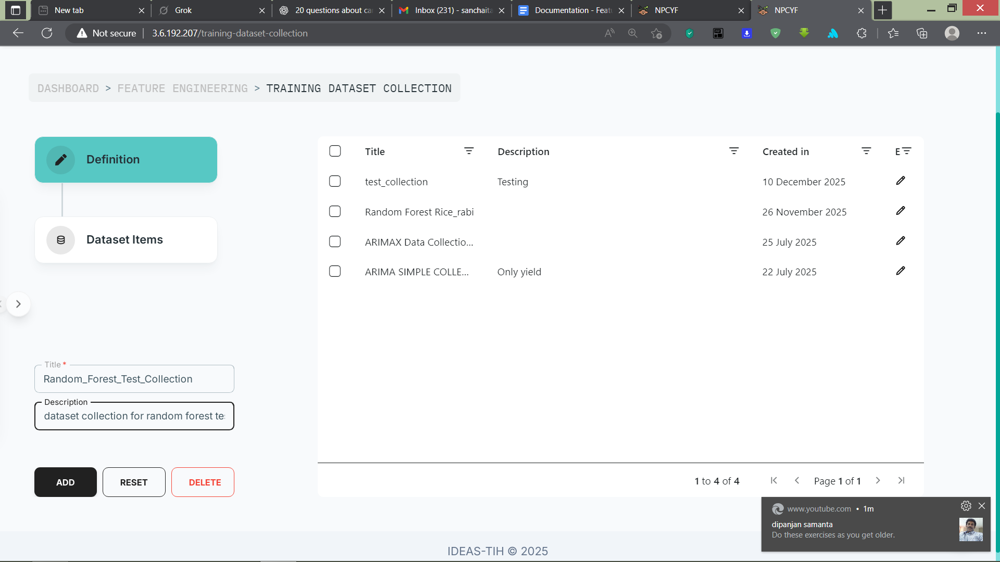 New tab
Grok
20 questions about ca
Inbox (231) - sanchaita
Documentation - Feat
NPCYF
NPCYF
Not secure
3.6.192.207/training-dataset-collection
DASHBOARD > FEATURE ENGINEERING > TRAINING DATASET COLLECTION
Definition
Dataset Items
Title Description Created in E
test_collection Testing 10 December 2025
Random Forest Rice_rabi 26 November 2025
ARIMAX Data Collectio... 25 July 2025
ARIMA SIMPLE COLLE... Only yield 22 July 2025
Title *
Random_Forest_Test_Collection
Description
dataset collection for random forest te
ADD RESET DELETE
1 to 4 of 4 Page 1 of 1
www.youtube.com • 1m
dipanjan samanta
Do these exercises as you get older.
IDEAS-TIH © 2025